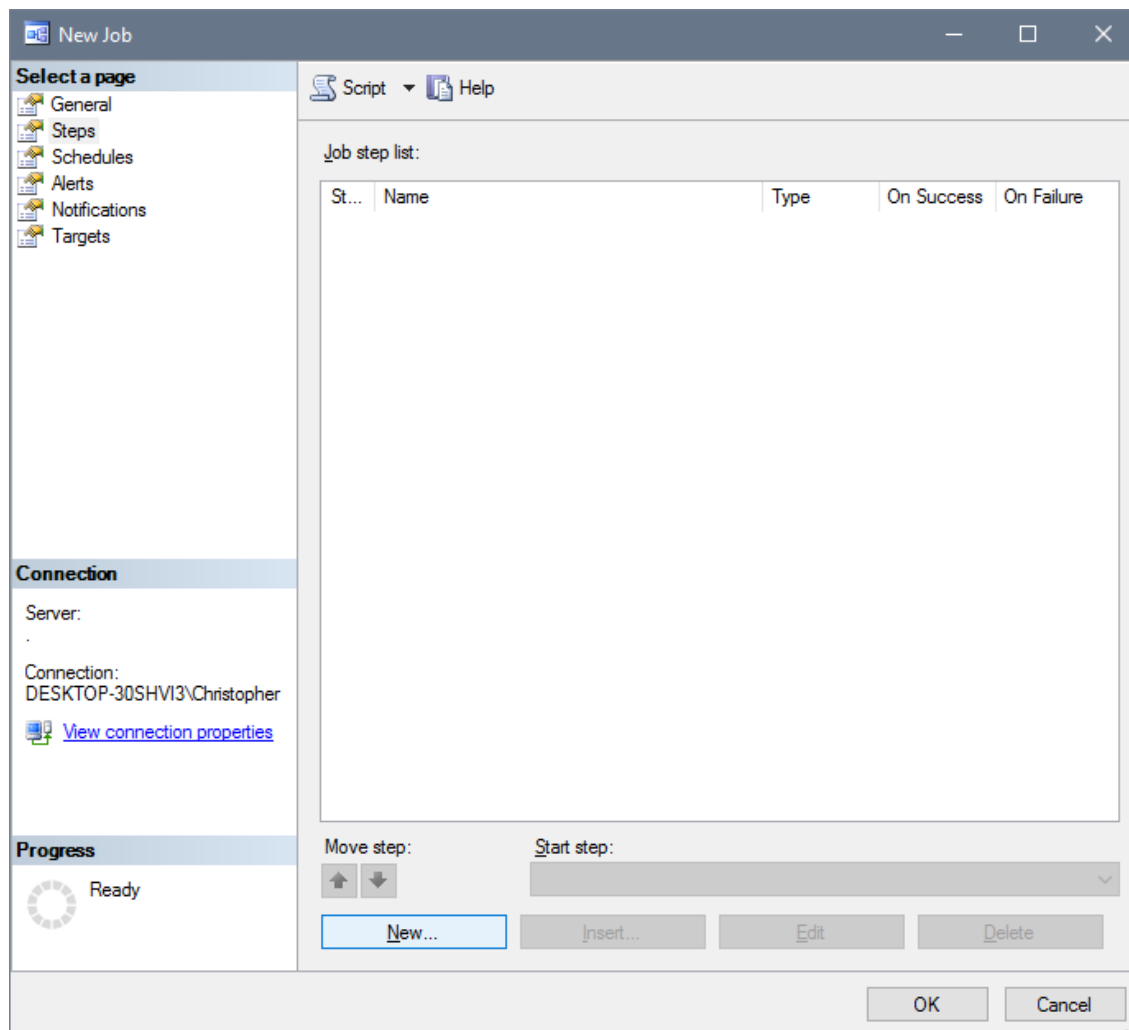 New Job
Select a page
General
Steps
Schedules
Alerts
Notifications
Targets
Connection
Server:
.
Connection:
DESKTOP-30SHVI3\Christopher
View connection properties
Progress
Ready
Script Help
Job step list:
St... Name Type On Success On Failure
Move step: Start step:
New... Insert... Edit Delete
OK Cancel